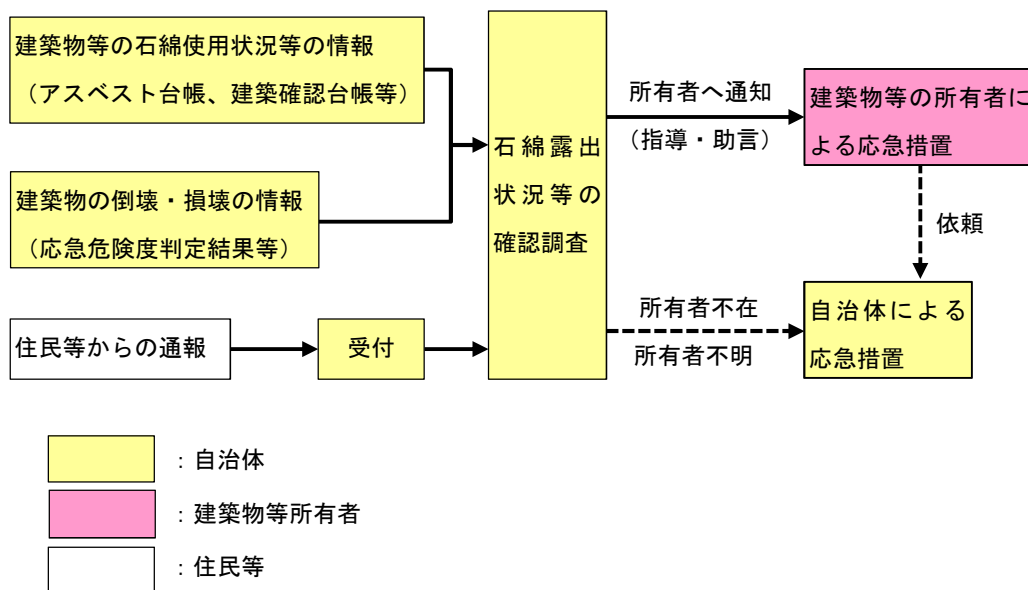 建築物等の石綿使用状況等の情報
（アスベスト台帳、建築確認台帳等）
建築物の倒壊・損壊の情報
（応急危険度判定結果等）
住民等からの通報
受付
石綿露出
状況等の
確認調査
所有者へ通知
（指導・助言）
建築物等の所有者に
よる応急措置
依頼
所有者不在
所有者不明
自治体による
応急措置
：自治体
：建築物等所有者
：住民等